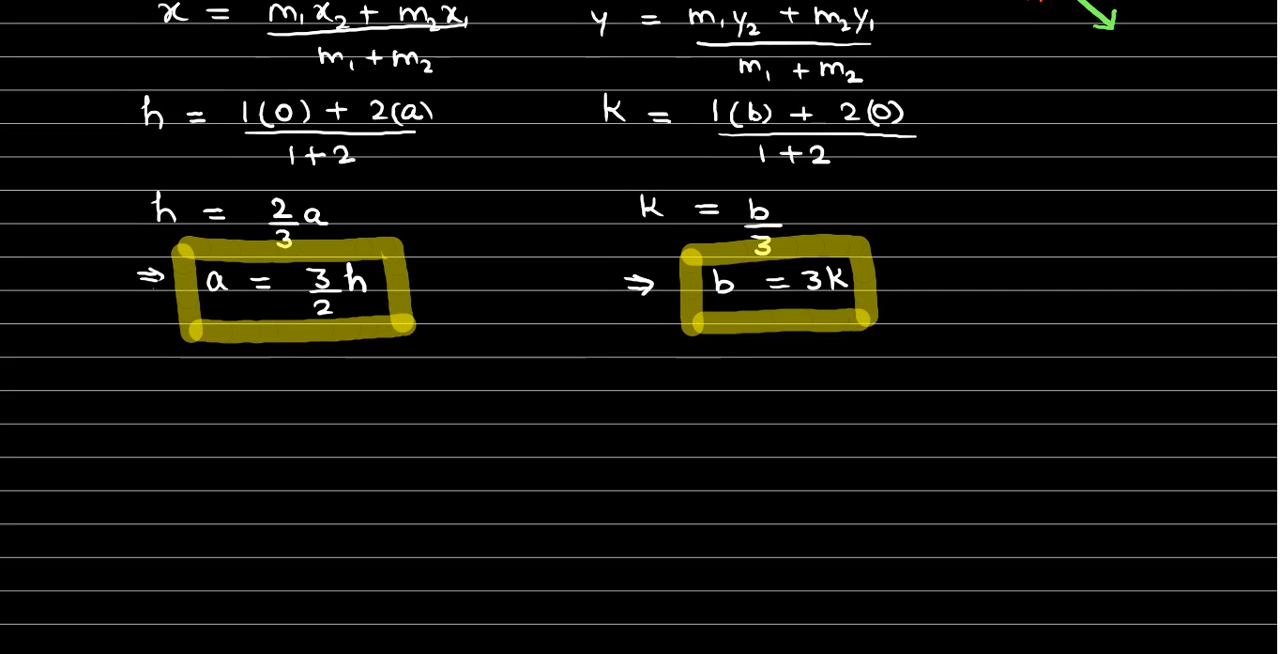 x = m₁x₂ + m₂x₁ / m₁ + m₂    y = m₁y₂ + m₂y₁ / m₁ + m₂
h = 1(0) + 2(a) / 1+2    k = 1(b) + 2(0) / 1+2
h = 2/3 a    k = b/3
⇒ a = 3/2 h    ⇒ b = 3k